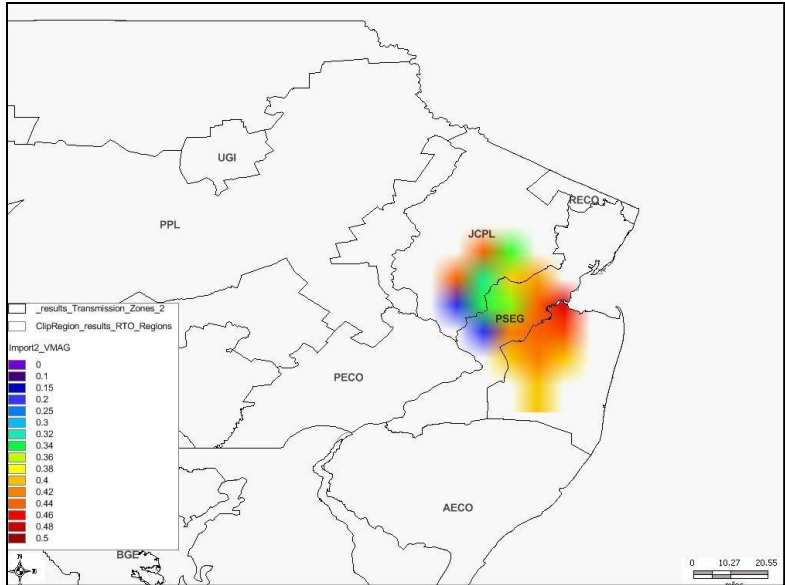 UGI
RECO
PPL
JCPL
_results_Transmission_Zones_2
ClipRegion_results_RTO_Regions
PSEG
Import2_VMAG
0
0.1
0.15
0.2
0.25
0.3
0.32
0.34
0.36
0.38
0.4
0.42
0.44
0.46
0.48
0.5
PECO
AECO
BGE
N
E
0 10.27 20.55
miles